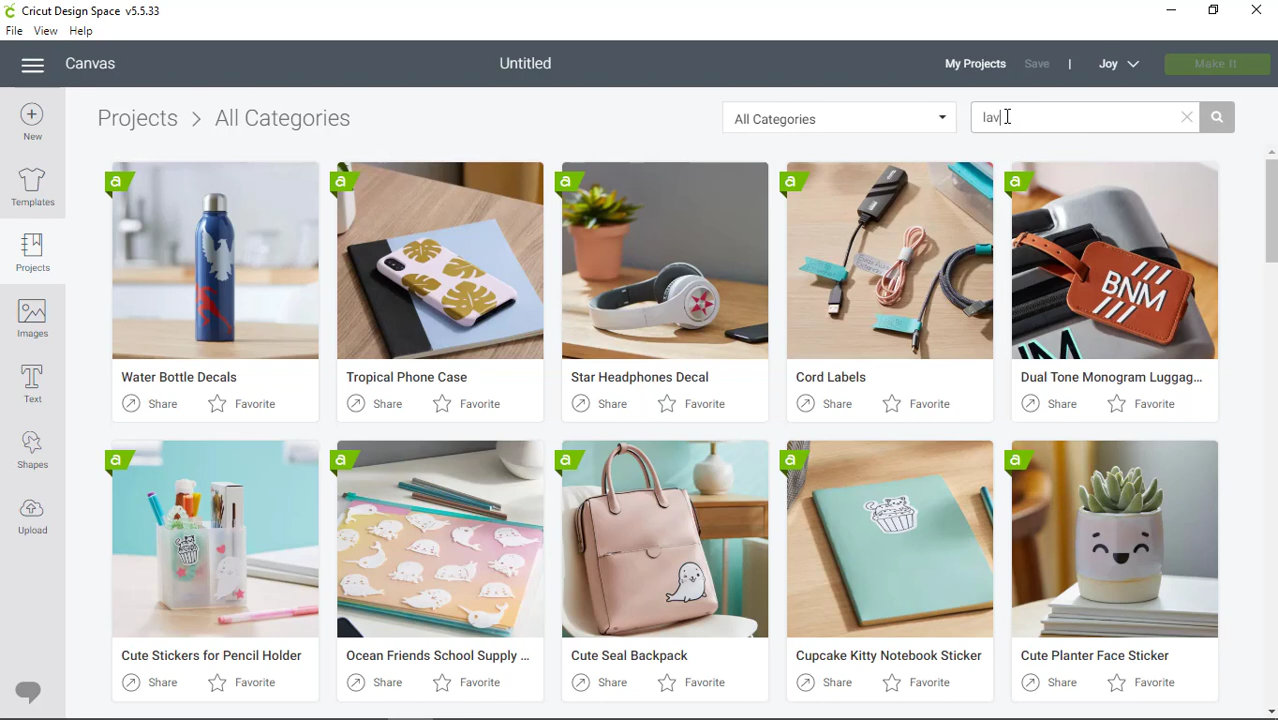 Cricut Design Space v5.5.33
File View Help
Canvas
Untitled
My Projects Save | Joy Make It
New
Templates
Projects
Images
Text
Shapes
Upload
Projects > All Categories
All Categories
lav
Water Bottle Decals
Share Favorite
Tropical Phone Case
Share Favorite
Star Headphones Decal
Share Favorite
Cord Labels
Share Favorite
BNM
Dual Tone Monogram Luggag...
Share Favorite
Cute Stickers for Pencil Holder
Share Favorite
Ocean Friends School Supply ...
Share Favorite
Cute Seal Backpack
Share Favorite
Cupcake Kitty Notebook Sticker
Share Favorite
Cute Planter Face Sticker
Share Favorite